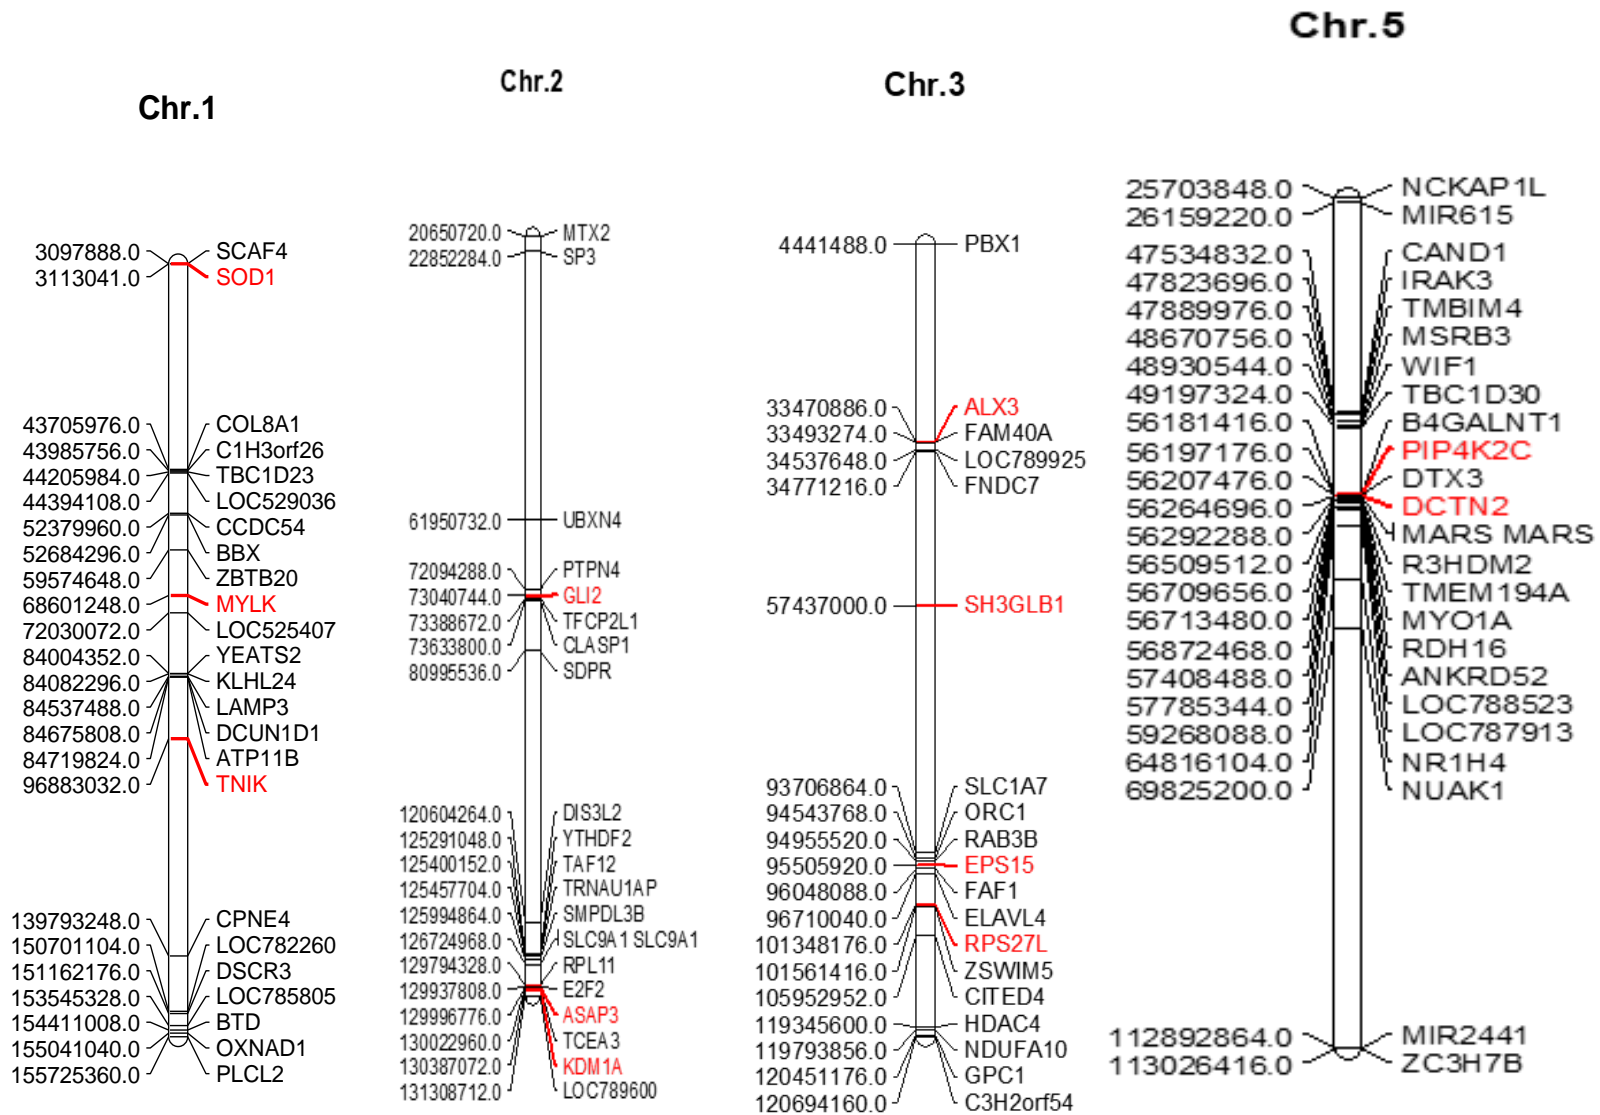 Chr.1
3097888.0 SCAF4
3113041.0 SOD1
43705976.0 COL8A1
43985756.0 C1H3orf26
44205984.0 TBC1D23
44394108.0 LOC529036
52379960.0 CCDC54
52684296.0 BBX
59574648.0 ZBTB20
68601248.0 MYLK
72030072.0 LOC525407
84004352.0 YEATS2
84082296.0 KLHL24
84537488.0 LAMP3
84675808.0 DCUN1D1
84719824.0 ATP11B
96883032.0 TNIK
139793248.0 CPNE4
150701104.0 LOC782260
151162176.0 DSCR3
153545328.0 LOC785805
154411008.0 BTD
155041040.0 OXNAD1
155725360.0 PLCL2
Chr.2
20650720.0 MTX2
22852284.0 SP3
61950732.0 UBXN4
72094288.0 PTPN4
73040744.0 GLI2
73388672.0 TFCP2L1
73633800.0 CLASP1
80995536.0 SDPR
120604264.0 DIS3L2
125291048.0 YTHDF2
125400152.0 TAF12
125457704.0 TRNAU1AP
125994864.0 SMPDL3B
126724968.0 SLC9A1 SLC9A1
129794328.0 RPL11
129937808.0 E2F2
129996776.0 ASAP3
130022960.0 TCEA3
130387072.0 KDM1A
131308712.0 LOC789600
Chr.3
4441488.0 PBX1
33470886.0 ALX3
33493274.0 FAM40A
34537648.0 LOC789925
34771216.0 FNDC7
57437000.0 SH3GLB1
93706864.0 SLC1A7
94543768.0 ORC1
94955520.0 RAB3B
95505920.0 EPS15
96048088.0 FAF1
96710040.0 ELAVL4
101348176.0 RPS27L
101561416.0 ZSWIM5
105952952.0 CITED4
119345600.0 HDAC4
119793856.0 NDUFA10
120451176.0 GPC1
120694160.0 C3H2orf54
Chr.5
25703848.0 NCKAP1L
26159220.0 MIR615
47534832.0 CAND1
47823696.0 IRAK3
47889976.0 TMBIM4
48670756.0 MSRB3
48930544.0 WIF1
49197324.0 TBC1D30
56181416.0 B4GALNT1
56197176.0 PIP4K2C
56207476.0 DTX3
56264696.0 DCTN2
56292288.0 MARS MARS
56509512.0 R3HDM2
56709656.0 TMEM194A
56713480.0 MYO1A
56872468.0 RDH16
57408488.0 ANKRD52
57785344.0 LOC788523
59268088.0 LOC787913
64816104.0 NR1H4
69825200.0 NUAK1
112892864.0 MIR2441
113026416.0 ZC3H7B